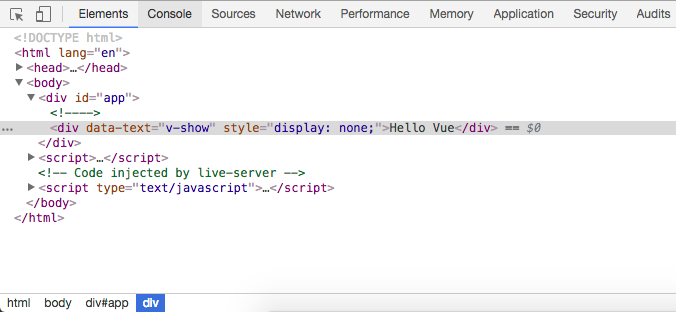 Elements Console Sources Network Performance Memory Application Security Audits
<!DOCTYPE html>
<html lang="en">
<head>…</head>
<body>
<div id="app">
<!---->
… <div data-text="v-show" style="display: none;">Hello Vue</div> == $0
</div>
<script>…</script>
<!-- Code injected by live-server -->
<script type="text/javascript">…</script>
</body>
</html>
html body div#app div